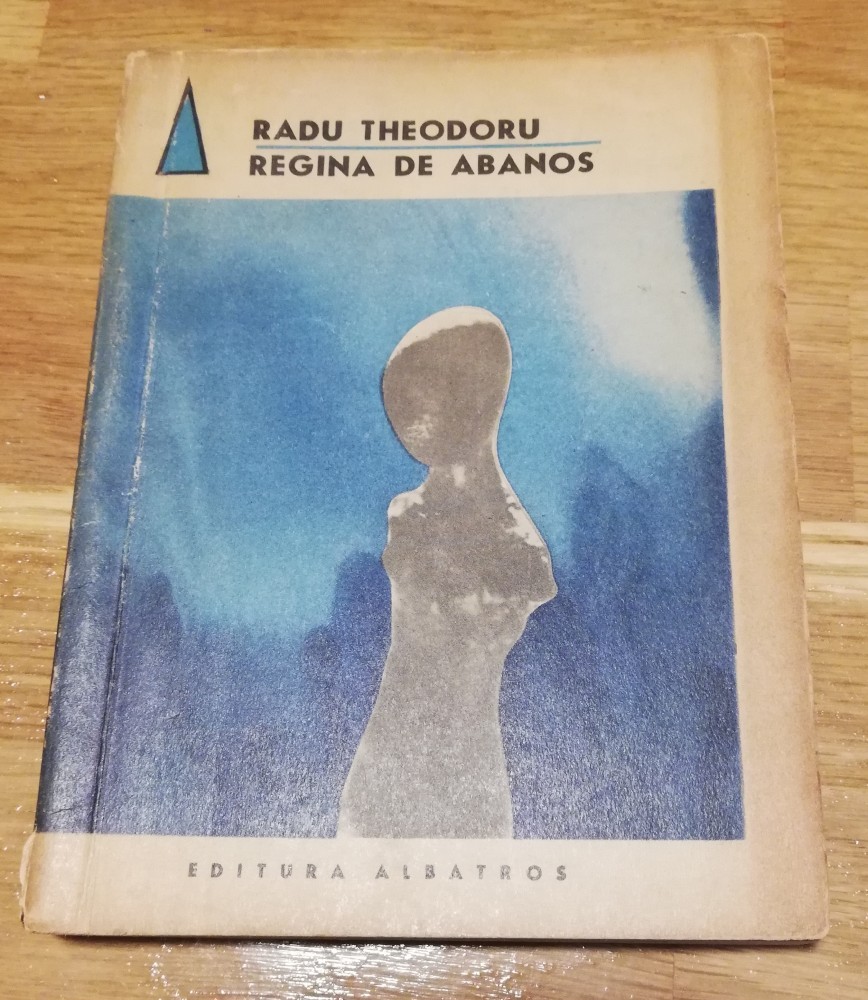 RADU THEODORU
REGINA DE ABANOS
EDITURA ALBATROS